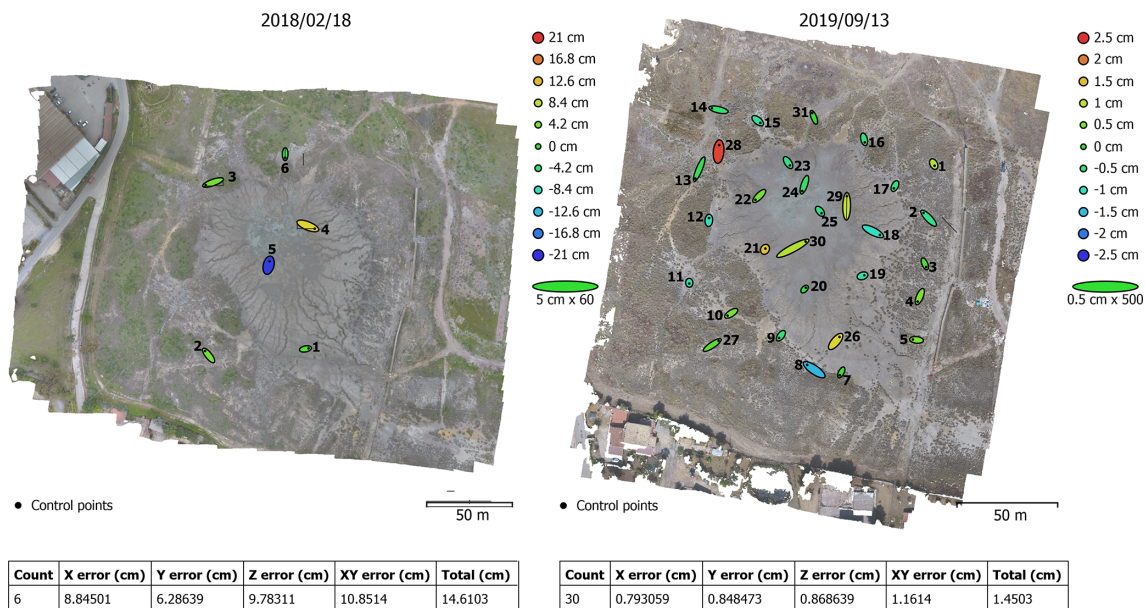 2018/02/18
21 cm
16.8 cm
12.6 cm
8.4 cm
4.2 cm
0 cm
-4.2 cm
-8.4 cm
-12.6 cm
-16.8 cm
-21 cm
5 cm x 60
6
3
4
5
2
1
Control points
50 m
Count X error (cm) Y error (cm) Z error (cm) XY error (cm) Total (cm)
6 8.84501 6.28639 9.78311 10.8514 14.6103
2019/09/13
2.5 cm
2 cm
1.5 cm
1 cm
0.5 cm
0 cm
-0.5 cm
-1 cm
-1.5 cm
-2 cm
-2.5 cm
0.5 cm x 500
14
15
31
16
28
23
1
13
24
17
22
29
12
25
2
18
21
30
3
11
19
20
4
10
27
9
26
5
8
7
Control points
50 m
Count X error (cm) Y error (cm) Z error (cm) XY error (cm) Total (cm)
30 0.793059 0.848473 0.868639 1.1614 1.4503